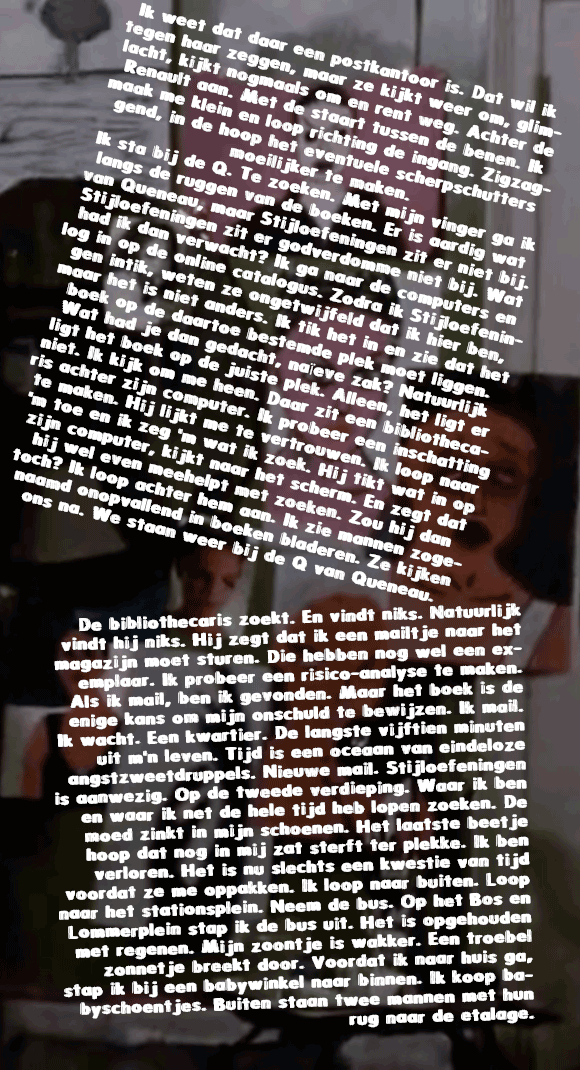 Ik weet dat daar een postkantoor is. Dat wil ik
tegen haar zeggen, maar ze kijkt weer om, glim-
lacht, kijkt nogmaals om en rent weg. Achter de
Renault aan. Met de staart tussen de benen. Ik
maak me klein en loop richting de ingang. Zigzag-
gend, in de hoop het eventuele scherpschutters
moeilijker te maken.
Ik sta bij de Q. Te zoeken. Met mijn vinger ga ik
langs de ruggen van de boeken. Er is aardig wat
van Queneau, maar Stijloefeningen zit er niet bij.
Stijloefeningen zit er godverdomme niet bij. Wat
had ik dan verwacht? Ik ga naar de computers en
log in op de online catalogus. Zodra ik Stijloefenin-
gen intik, weten ze ongetwijfeld dat ik hier ben,
maar het is niet anders. Ik tik het in en zie dat het
boek op de daartoe bestemde plek moet liggen.
Wat had je dan gedacht, naïeve zak? Natuurlijk
ligt het boek op de juiste plek. Alleen, het ligt er
niet. Ik kijk om me heen. Daar zit een bibliotheca-
ris achter zijn computer. Ik probeer een inschatting
te maken. Hij lijkt me te vertrouwen. Ik loop naar
'm toe en ik zeg 'm wat ik zoek. Hij tikt wat in op
zijn computer, kijkt naar het scherm. En zegt dat
hij wel even meehelpt met zoeken. Zou hij dan
toch? Ik loop achter hem aan. Ik zie mannen zoge-
naamd onopvallend in boeken bladeren. Ze kijken
ons na. We staan weer bij de Q van Queneau.
De bibliothecaris zoekt. En vindt niks. Natuurlijk
vindt hij niks. Hij zegt dat ik een mailtje naar het
magazijn moet sturen. Die hebben nog wel een ex-
emplaar. Ik probeer een risico-analyse te maken.
Als ik mail, ben ik gevonden. Maar het boek is de
enige kans om mijn onschuld te bewijzen. Ik mail.
Ik wacht. Een kwartier. De langste vijftien minuten
uit m'n leven. Tijd is een oceaan van eindeloze
angstzweetdruppels. Nieuwe mail. Stijloefeningen
is aanwezig. Op de tweede verdieping. Waar ik ben
en waar ik net de hele tijd heb lopen zoeken. De
moed zinkt in mijn schoenen. Het laatste beetje
hoop dat nog in mij zat sterft ter plekke. Ik ben
verloren. Het is nu slechts een kwestie van tijd
voordat ze me oppakken. Ik loop naar buiten. Loop
naar het stationsplein. Neem de bus. Op het Bos en
Lommerplein stap ik de bus uit. Het is opgehouden
met regenen. Mijn zoontje is wakker. Een troebel
zonnetje breekt door. Voordat ik naar huis ga,
stap ik bij een babywinkel naar binnen. Ik koop ba-
byschoentjes. Buiten staan twee mannen met hun
rug naar de etalage.